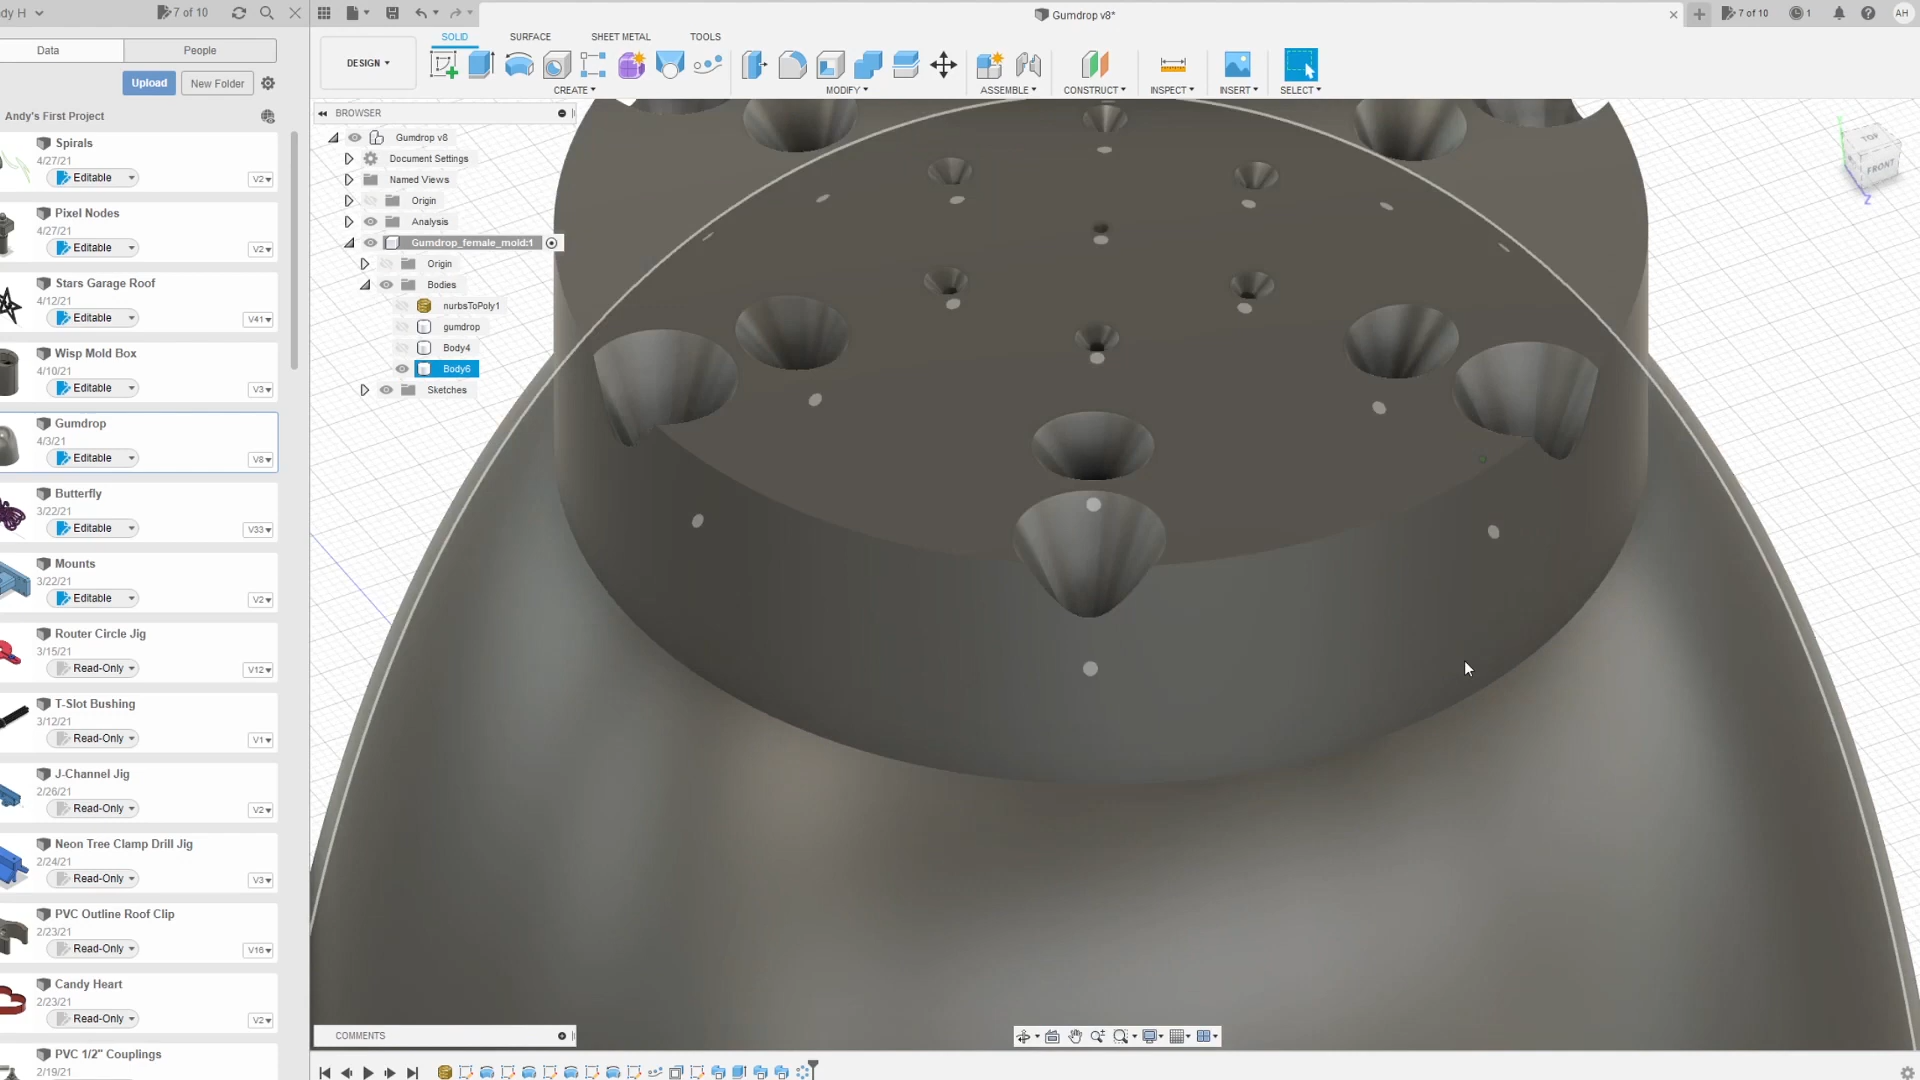 dy H
7 of 10
Gumdrop v8*
7 of 10
1
AH
Data
People
Upload
New Folder
Andy's First Project
Spirals
4/27/21
Editable
V2
Pixel Nodes
4/27/21
Editable
V2
Stars Garage Roof
4/12/21
Editable
V41
Wisp Mold Box
4/10/21
Editable
V3
Gumdrop
4/3/21
Editable
V8
Butterfly
3/22/21
Editable
V33
Mounts
3/22/21
Editable
V2
Router Circle Jig
3/15/21
Read-Only
V12
T-Slot Bushing
3/12/21
Read-Only
V1
J-Channel Jig
2/26/21
Read-Only
V2
Neon Tree Clamp Drill Jig
2/24/21
Read-Only
V3
PVC Outline Roof Clip
2/23/21
Read-Only
V16
Candy Heart
2/23/21
Read-Only
V2
PVC 1/2" Couplings
2/19/21
DESIGN
SOLID
SURFACE
SHEET METAL
TOOLS
CREATE
MODIFY
ASSEMBLE
CONSTRUCT
INSPECT
INSERT
SELECT
BROWSER
Gumdrop v8
Document Settings
Named Views
Origin
Analysis
Gumdrop_female_mold:1
Origin
Bodies
nurbsToPoly1
gumdrop
Body4
Body6
Sketches
TOP
FRONT
Z
COMMENTS